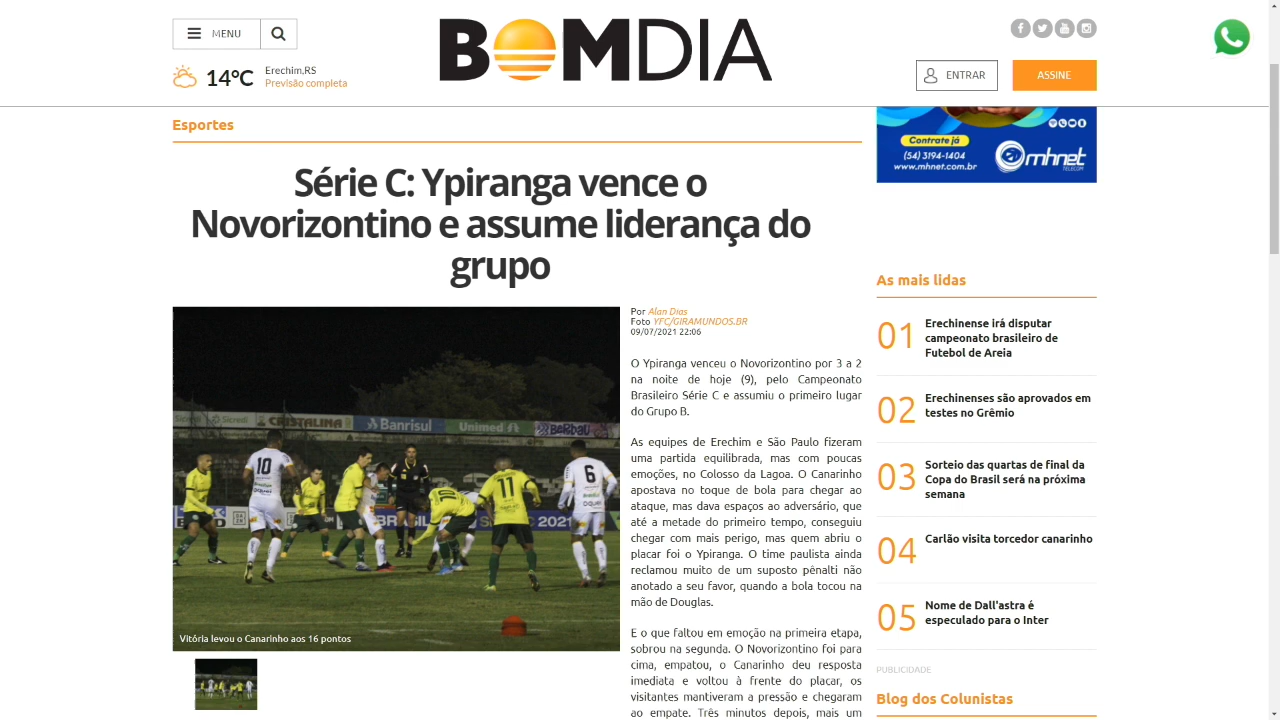 MENU
BOMDIA
14ºC
Erechim,RS
Previsão completa
ENTRAR
ASSINE
Esportes
Série C: Ypiranga vence o
Novorizontino e assume liderança do
grupo
Sicredi
CRISTALINA
Banrisul
Unimed
10
11
6
SÉRIE C 2021
Vitória levou o Canarinho aos 16 pontos
Por Alan Dias
Foto YFC/GIRAMUNDOS.BR
09/07/2021 22:06
O Ypiranga venceu o Novorizontino por 3 a 2
na noite de hoje (9), pelo Campeonato
Brasileiro Série C e assumiu o primeiro lugar
do Grupo B.
As equipes de Erechim e São Paulo fizeram
uma partida equilibrada, mas com poucas
emoções, no Colosso da Lagoa. O Canarinho
apostava no toque de bola para chegar ao
ataque, mas dava espaços ao adversário, que
até a metade do primeiro tempo, conseguiu
chegar com mais perigo, mas quem abriu o
placar foi o Ypiranga. O time paulista ainda
reclamou muito de um suposto pênalti não
anotado a seu favor, quando a bola tocou na
mão de Douglas.
E o que faltou em emoção na primeira etapa,
sobrou na segunda. O Novorizontino foi para
cima, empatou, o Canarinho deu resposta
imediata e voltou à frente do placar, os
visitantes mantiveram a pressão e chegaram
ao empate. Três minutos depois, mais um
Contrate já
(54) 3194-1404
www.mhnet.com.br
mhnet
TELECOM
As mais lidas
01
Erechinense irá disputar
campeonato brasileiro de
Futebol de Areia
02
Erechinenses são aprovados em
testes no Grêmio
03
Sorteio das quartas de final da
Copa do Brasil será na próxima
semana
04
Carlão visita torcedor canarinho
05
Nome de Dall'astra é
especulado para o Inter
PUBLICIDADE
Blog dos Colunistas